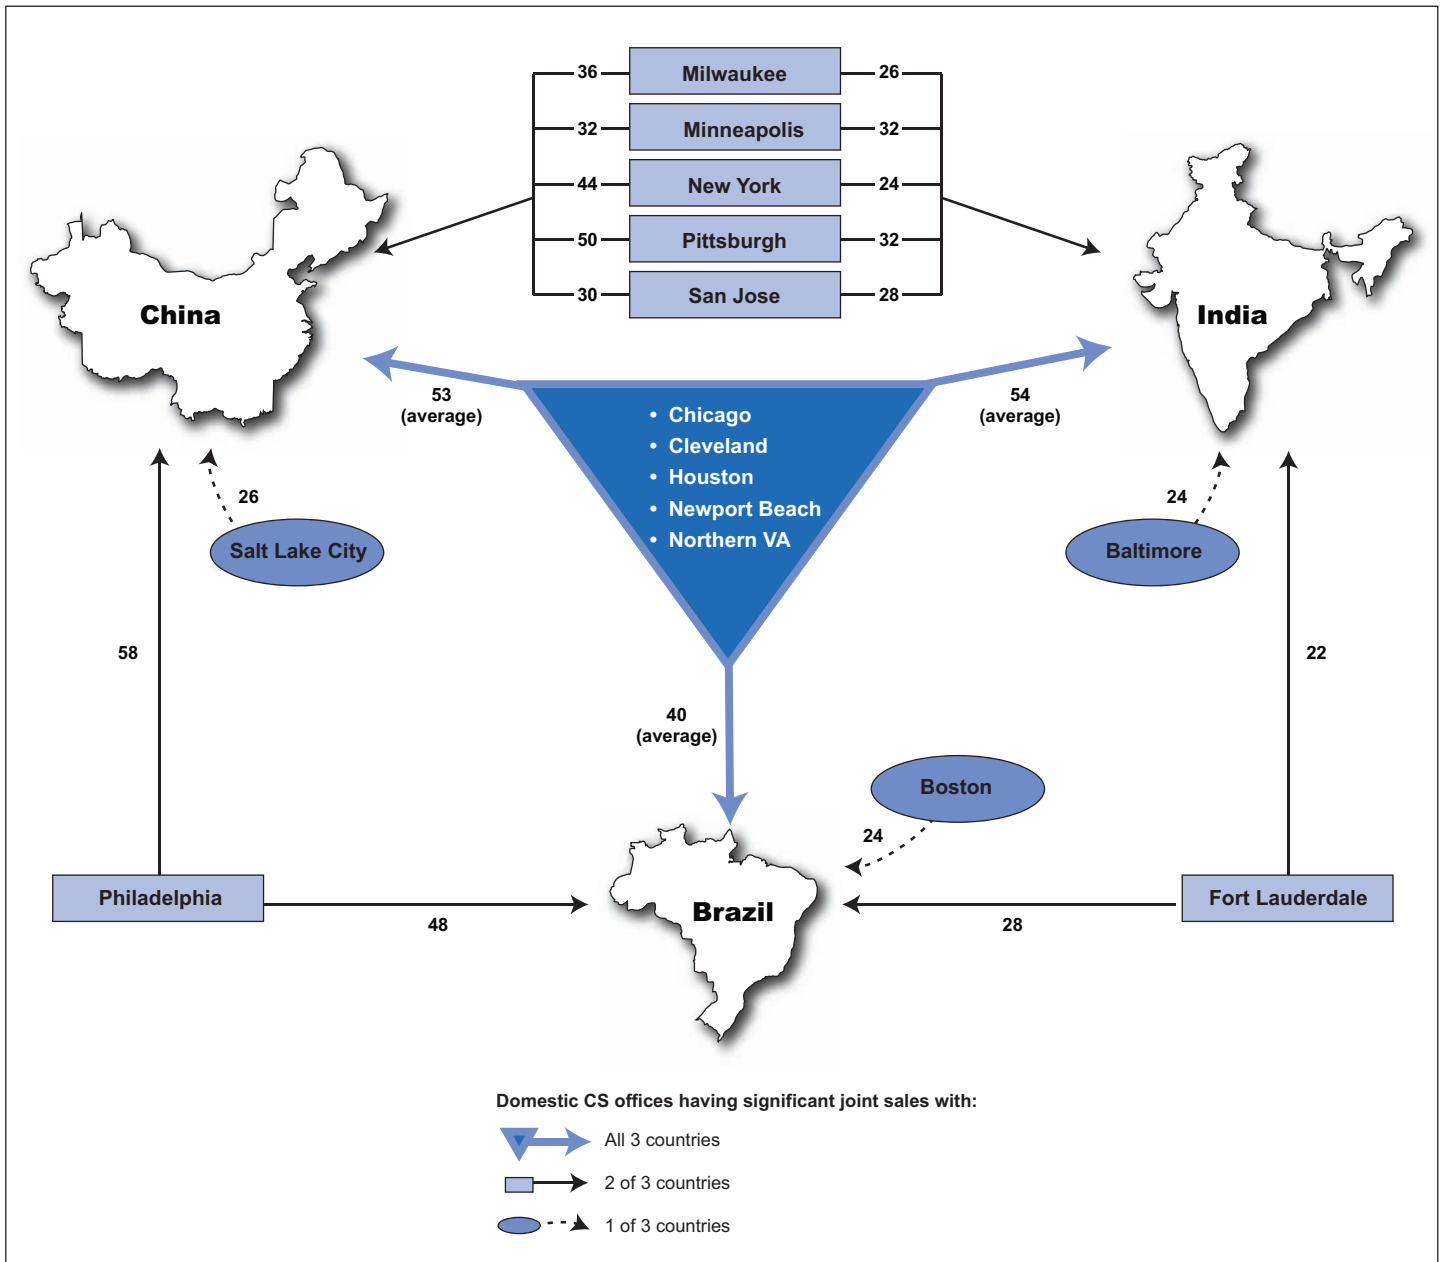 36 Milwaukee 26
32 Minneapolis 32
44 New York 24
50 Pittsburgh 32
30 San Jose 28
China
India
53
(average)
54
(average)
• Chicago
• Cleveland
• Houston
• Newport Beach
• Northern VA
26
Salt Lake City
24
Baltimore
58
22
40
(average)
Boston
24
Philadelphia
48
Brazil
28
Fort Lauderdale
Domestic CS offices having significant joint sales with:
All 3 countries
2 of 3 countries
1 of 3 countries